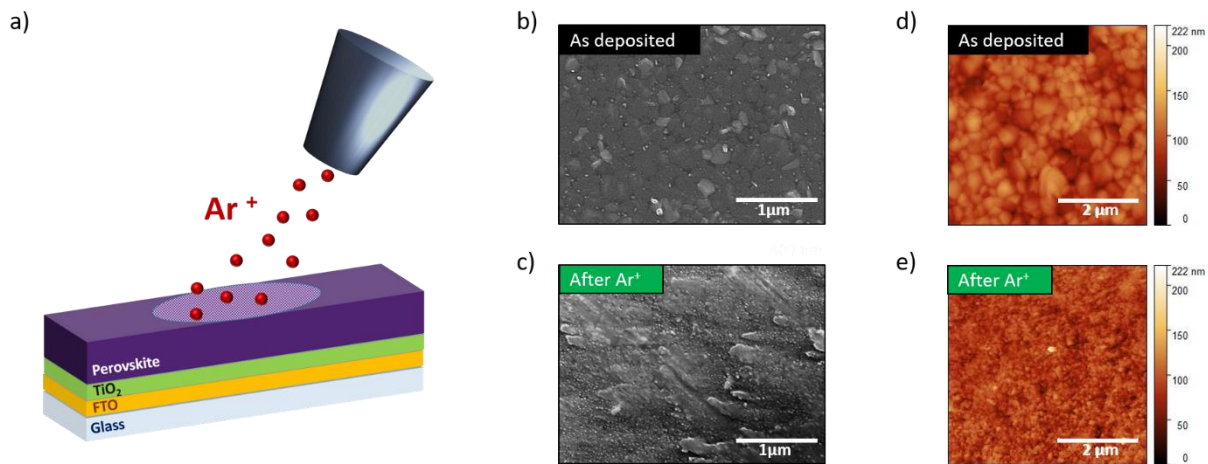 a)
Ar +
Perovskite
TiO₂
FTO
Glass
b)
As deposited
1µm
c)
After Ar⁺
1µm
d)
As deposited
222 nm
200
150
100
50
0
2 µm
e)
After Ar⁺
222 nm
200
150
100
50
0
2 µm